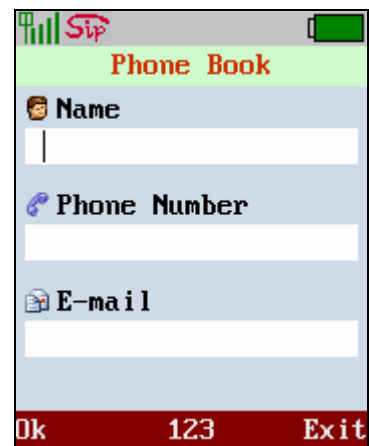 Sip
Phone Book
Name
Phone Number
E-mail
Ok 123 Exit